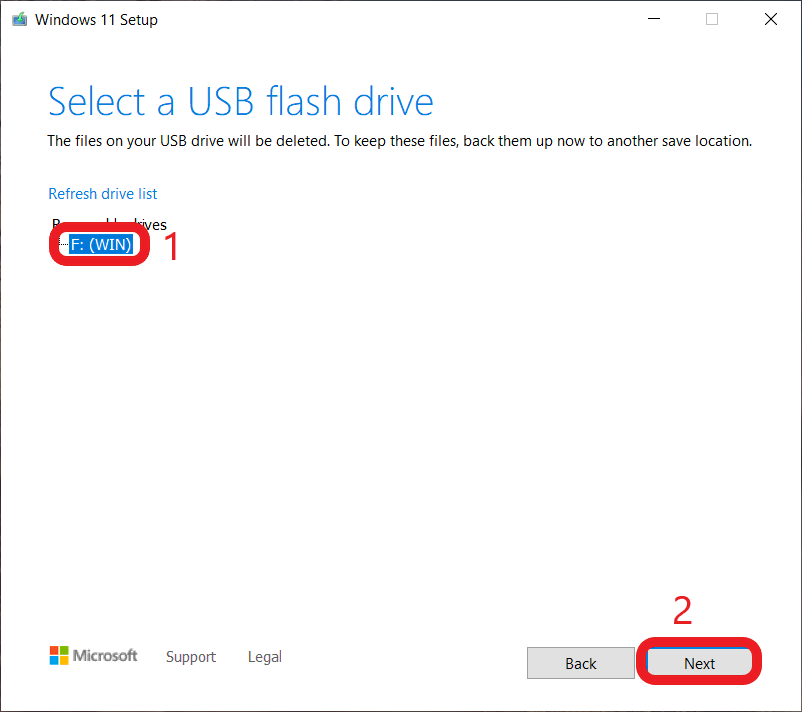 Windows 11 Setup
Select a USB flash drive
The files on your USB drive will be deleted. To keep these files, back them up now to another save location.
Refresh drive list
drives
F: (WIN) 1
2
Microsoft Support Legal Back Next